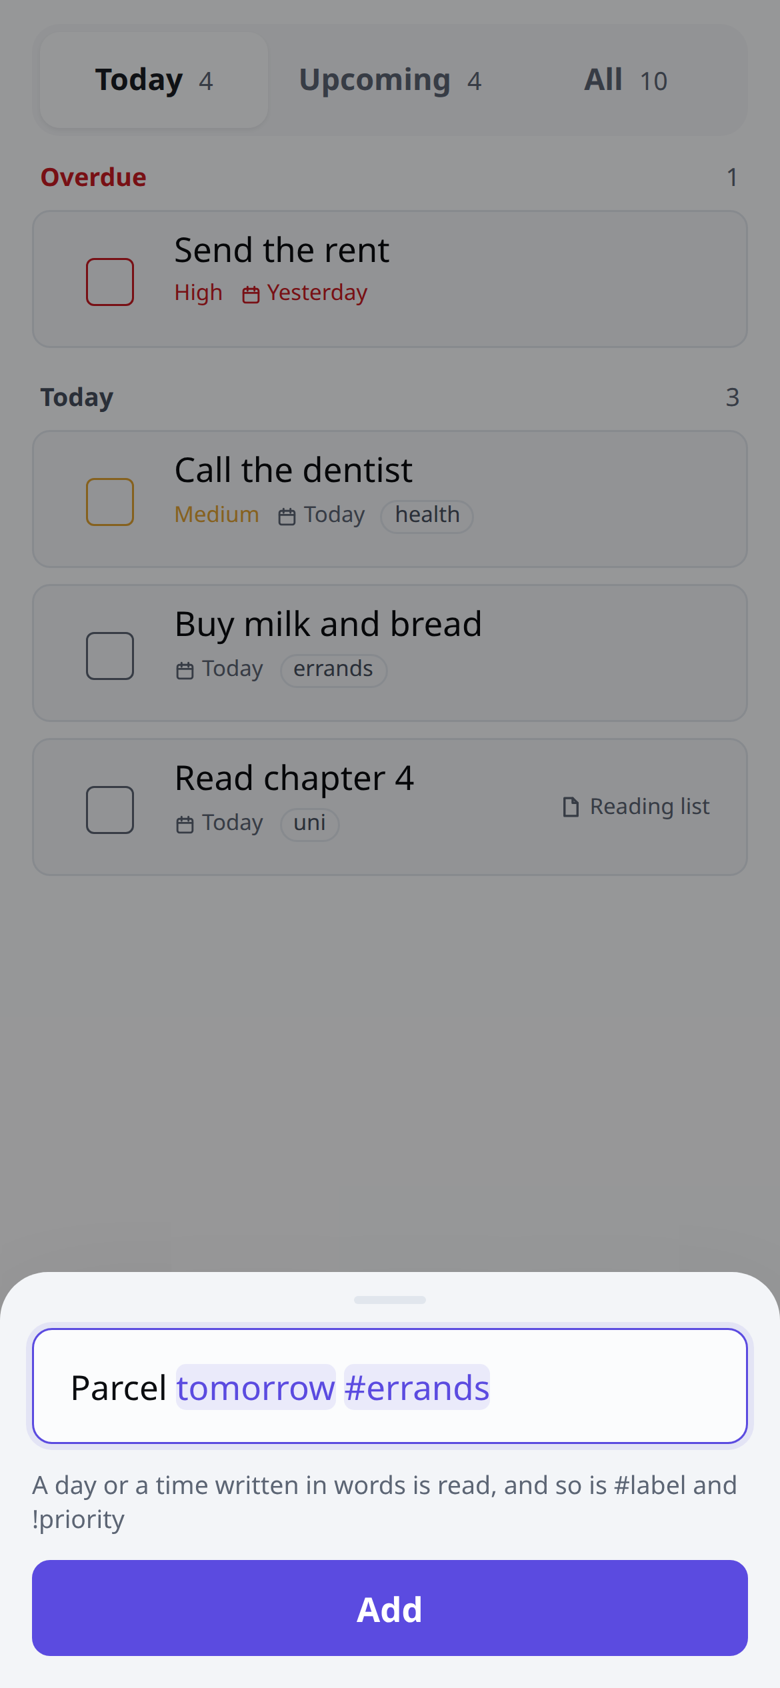 Today 4 Upcoming 4 All 10
Overdue 1
Send the rent
High Yesterday
Today 3
Call the dentist
Medium Today health
Buy milk and bread
Today errands
Read chapter 4
Today uni Reading list
Parcel tomorrow #errands
A day or a time written in words is read, and so is #label and
!priority
Add